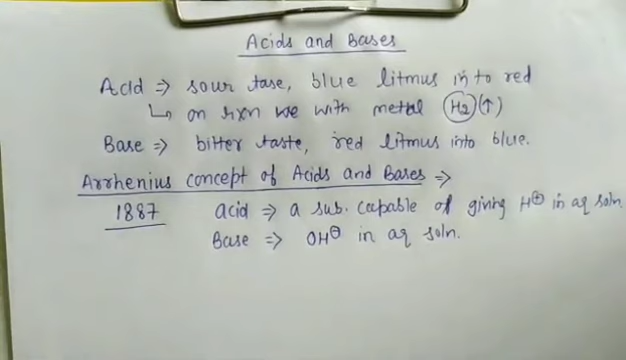 Acids and Bases
Acid => sour tase, blue litmus in to red
↳ on rxn we with metal H2 (↑)
Base => bitter taste, red litmus into blue.
Arrhenius concept of Acids and Bases =>
1887 acid => a sub. capable of giving H⊕ in aq soln.
Base => OH⊖ in aq soln.